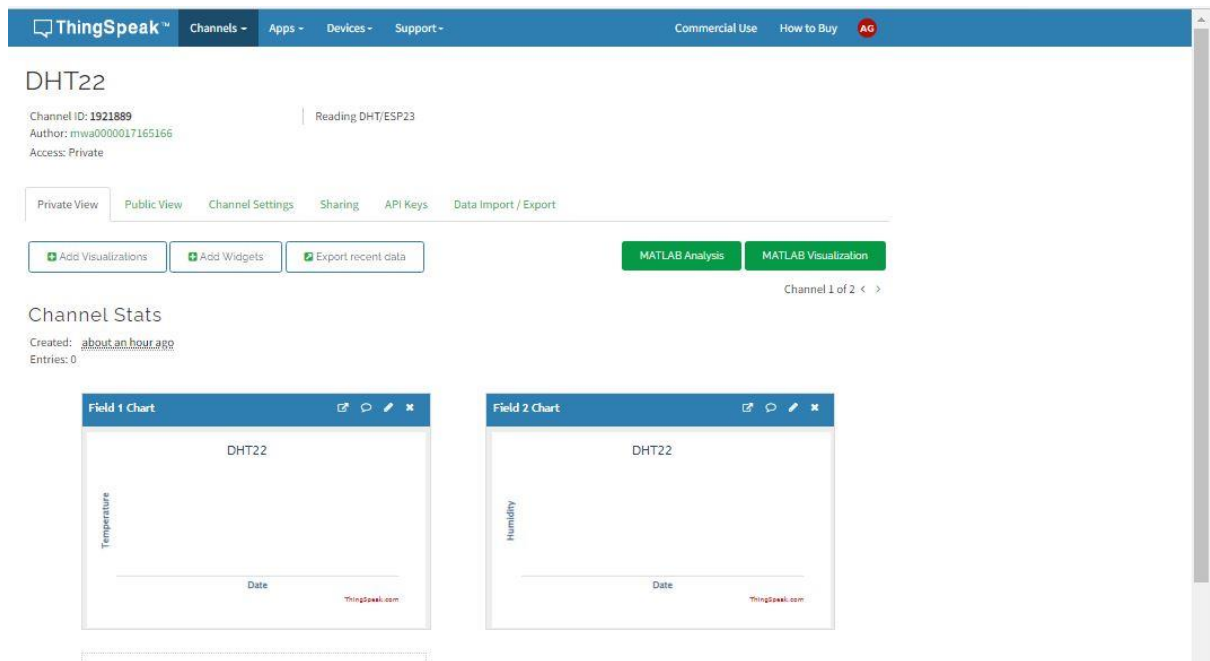 ThingSpeak™ Channels Apps Devices Support Commercial Use How to Buy AG
DHT22
Channel ID: 1921889 Reading DHT/ESP23
Author: mwa0000017165166
Access: Private
Private View Public View Channel Settings Sharing API Keys Data Import / Export
Add Visualizations Add Widgets Export recent data MATLAB Analysis MATLAB Visualization
Channel 1 of 2 < >
Channel Stats
Created: about an hour ago
Entries: 0
Field 1 Chart
DHT22
Temperature
Date
ThingSpeak.com
Field 2 Chart
DHT22
Humidity
Date
ThingSpeak.com